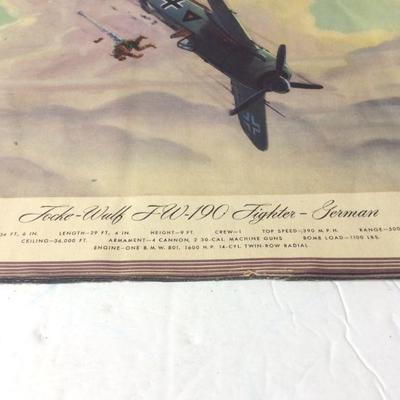 Focke-Wulf FW-190 Fighter - German
34 FT, 6 IN. LENGTH-29 FT, 4 IN. HEIGHT-9 FT. CREW-1 TOP SPEED-390 M.P.H. RANGE-500
CEILING-36,000 FT. ARMAMENT-4 CANNON, 2 30-CAL. MACHINE GUNS BOMB LOAD-1100 LBS.
ENGINE-ONE B.M.W. 801, 1600 H.P. 14-CYL. TWIN-ROW RADIAL